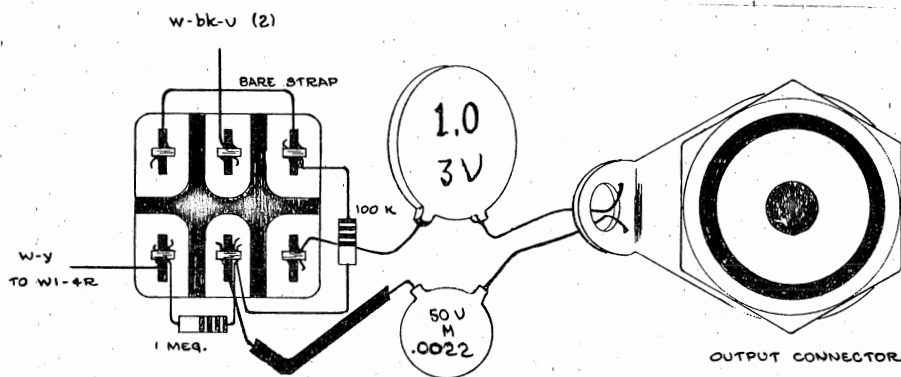 W-bk-v (2)
BARE STRAP
1.0
3V
100 K
W-y
TO W1-4R
1 MEG.
50 V
M
.0022
OUTPUT CONNECTOR